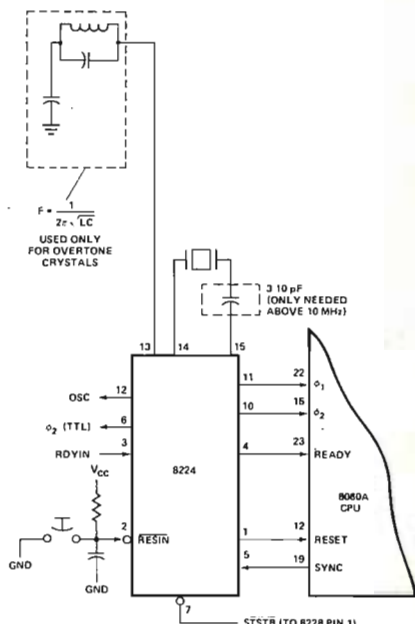 F = 1 / 2π √LC
USED ONLY
FOR OVERTONE
CRYSTALS
3 10 pF
(ONLY NEEDED
ABOVE 10 MHz)
13 14 15
OSC 12 11 22 ϕ1
ϕ2 (TTL) 6 10 15 ϕ2
RDYIN 3 8224 4 23 READY
VCC
8080A
CPU
2 RESIN 1 12 RESET
GND 5 19 SYNC
GND
7
STSTB (TO 8228 PIN 1)